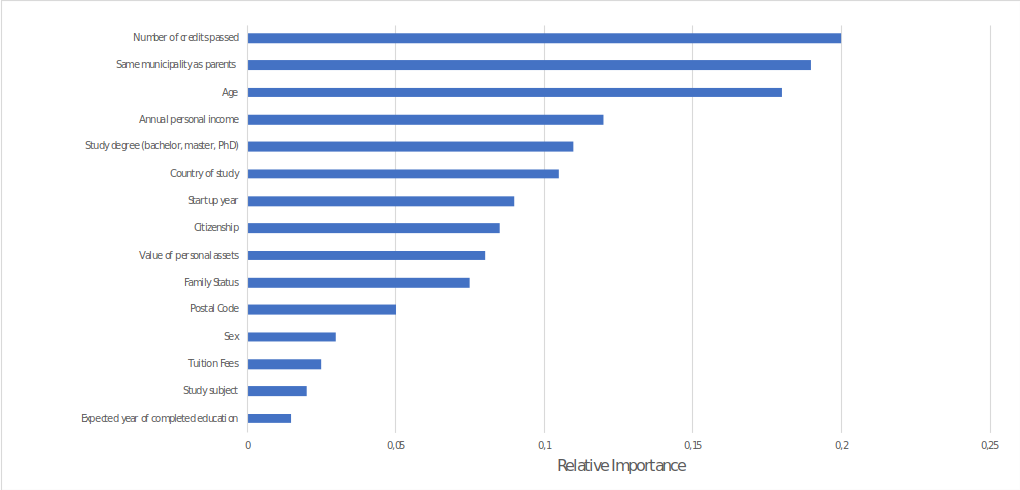 Number of credits passed
Same municipality as parents
Age
Annual personal income
Study degree (bachelor, master, PhD)
Country of study
Startup year
Citizenship
Value of personal assets
Family Status
Postal Code
Sex
Tuition Fees
Study subject
Expected year of completed education
0 0,05 0,1 0,15 0,2 0,25
Relative Importance